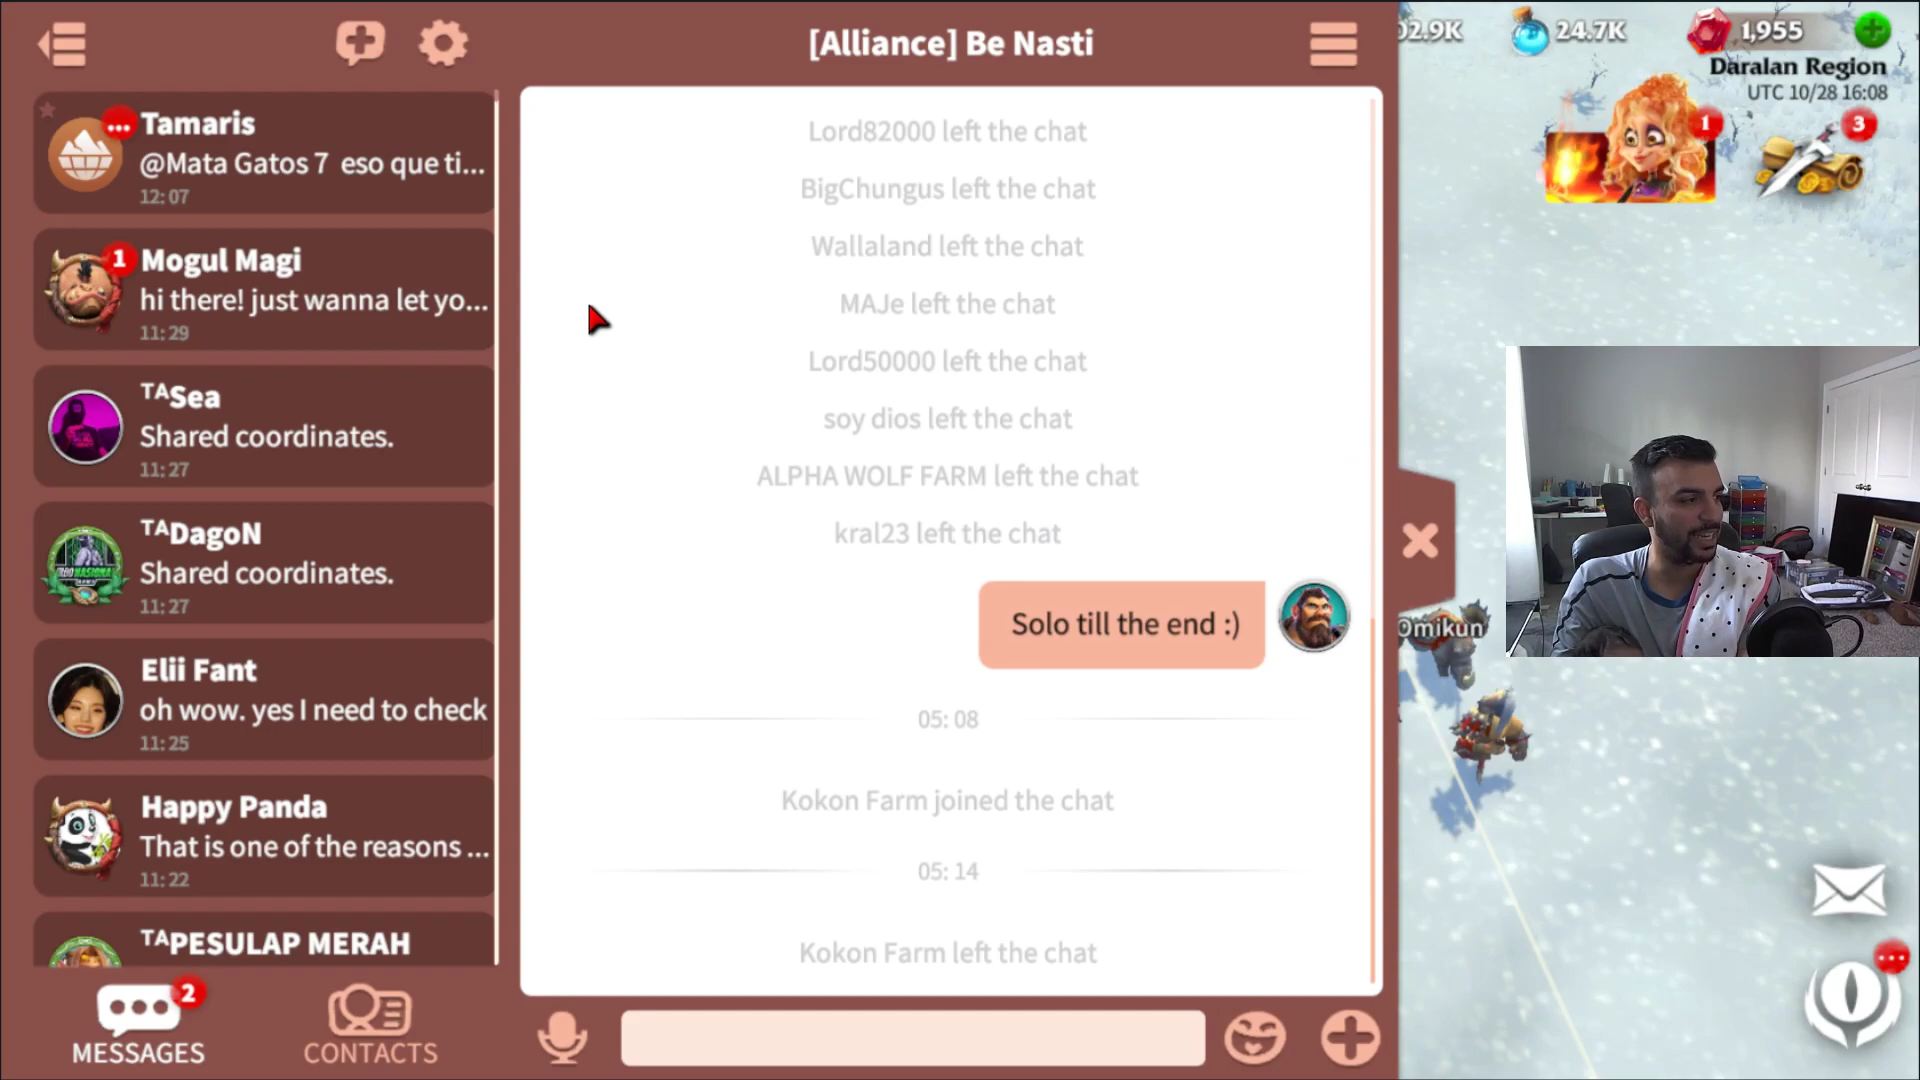 [Alliance] Be Nasti
Tamaris
@Mata Gatos 7 eso que ti...
12:07
1
Mogul Magi
hi there! just wanna let yo...
11:29
TASea
Shared coordinates.
11:27
TADagoN
Shared coordinates.
11:27
Elii Fant
oh wow. yes I need to check
11:25
Happy Panda
That is one of the reasons ...
11:22
TAPESULAP MERAH
2
MESSAGES
CONTACTS
Lord82000 left the chat
BigChungus left the chat
Wallaland left the chat
MAJe left the chat
Lord50000 left the chat
soy dios left the chat
ALPHA WOLF FARM left the chat
kral23 left the chat
Solo till the end :)
05:08
Kokon Farm joined the chat
05:14
Kokon Farm left the chat
02.9K
24.7K
1,955
Daralan Region
UTC 10/28 16:08
1
3
Omikun